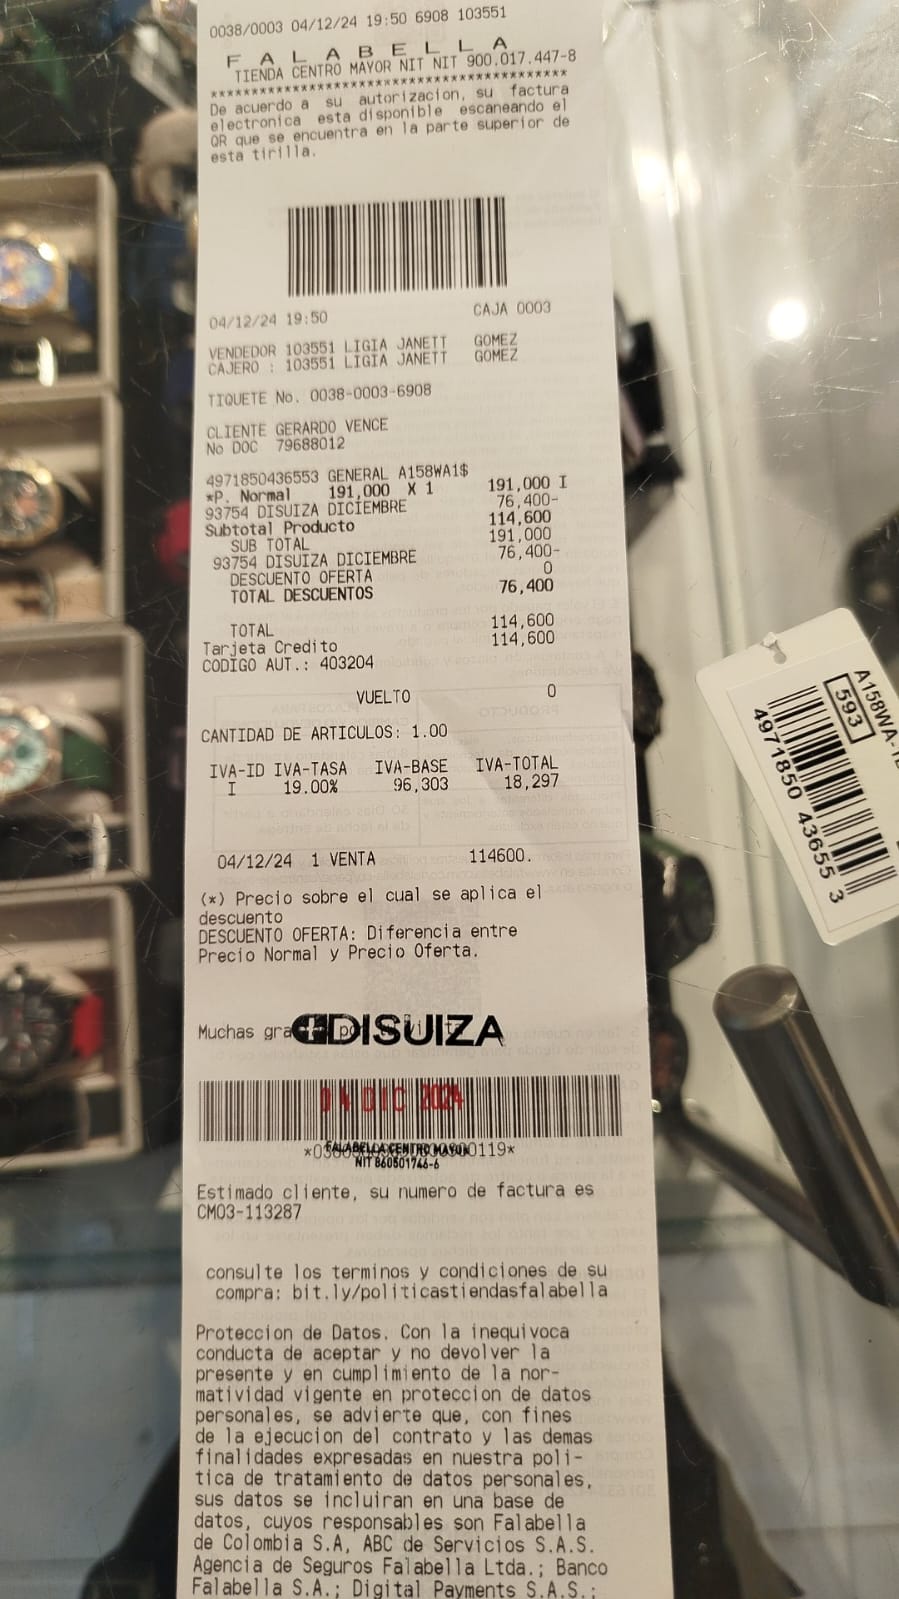 0038/0003 04/12/24 19:50 6908 103551
F A L A B E L L A
TIENDA CENTRO MAYOR NIT NIT 900.017.447-8
******************************************
De acuerdo a su autorizacion, su factura
electronica esta disponible escaneando el
QR que se encuentra en la parte superior de
esta tirilla.
04/12/24 19:50 CAJA 0003
VENDEDOR 103551 LIGIA JANETT GOMEZ
CAJERO : 103551 LIGIA JANETT GOMEZ
TIQUETE No. 0038-0003-6908
CLIENTE GERARDO VENCE
No DOC 79688012
4971850436553 GENERAL A158WA1$
*P. Normal 191,000 X 1 191,000 I
93754 DISUIZA DICIEMBRE 76,400-
Subtotal Producto 114,600
SUB TOTAL 191,000
93754 DISUIZA DICIEMBRE 76,400-
DESCUENTO OFERTA 0
TOTAL DESCUENTOS 76,400
TOTAL 114,600
Tarjeta Credito 114,600
CODIGO AUT.: 403204
VUELTO 0
CANTIDAD DE ARTICULOS: 1.00
IVA-ID IVA-TASA IVA-BASE IVA-TOTAL
I 19.00% 96,303 18,297
04/12/24 1 VENTA 114600.
(*) Precio sobre el cual se aplica el
descuento
DESCUENTO OFERTA: Diferencia entre
Precio Normal y Precio Oferta.
Muchas
DISUIZA
04 DIC 2024
FALABELLA CENTRO MAYOR
NIT 860501746-6
Estimado cliente, su numero de factura es
CM03-113287
consulte los terminos y condiciones de su
compra: bit.ly/politicastiendasfalabella
Proteccion de Datos. Con la inequivoca
conducta de aceptar y no devolver la
presente y en cumplimiento de la nor-
matividad vigente en proteccion de datos
personales, se advierte que, con fines
de la ejecucion del contrato y las demas
finalidades expresadas en nuestra poli-
tica de tratamiento de datos personales,
sus datos se incluiran en una base de
datos, cuyos responsables son Falabella
de Colombia S.A, ABC de Servicios S.A.S.
Agencia de Seguros Falabella Ltda.; Banco
Falabella S.A.; Digital Payments S.A.S.;
593
4971850 43655 3